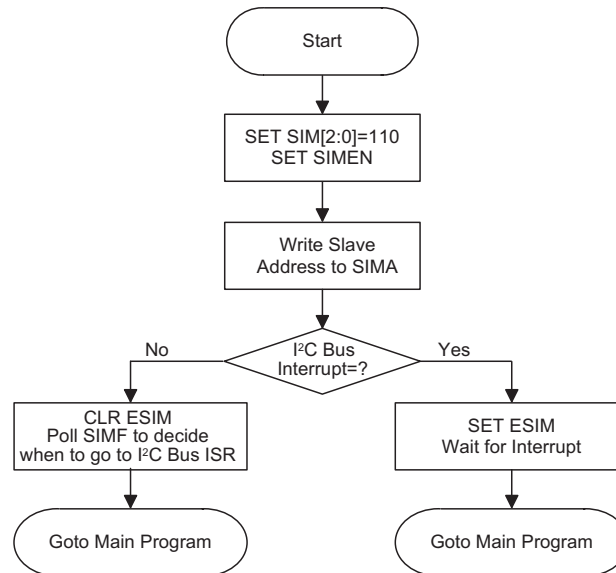 Start
SET SIM[2:0]=110
SET SIMEN
Write Slave
Address to SIMA
I²C Bus
Interrupt=?
No
Yes
CLR ESIM
Poll SIMF to decide
when to go to I²C Bus ISR
SET ESIM
Wait for Interrupt
Goto Main Program
Goto Main Program